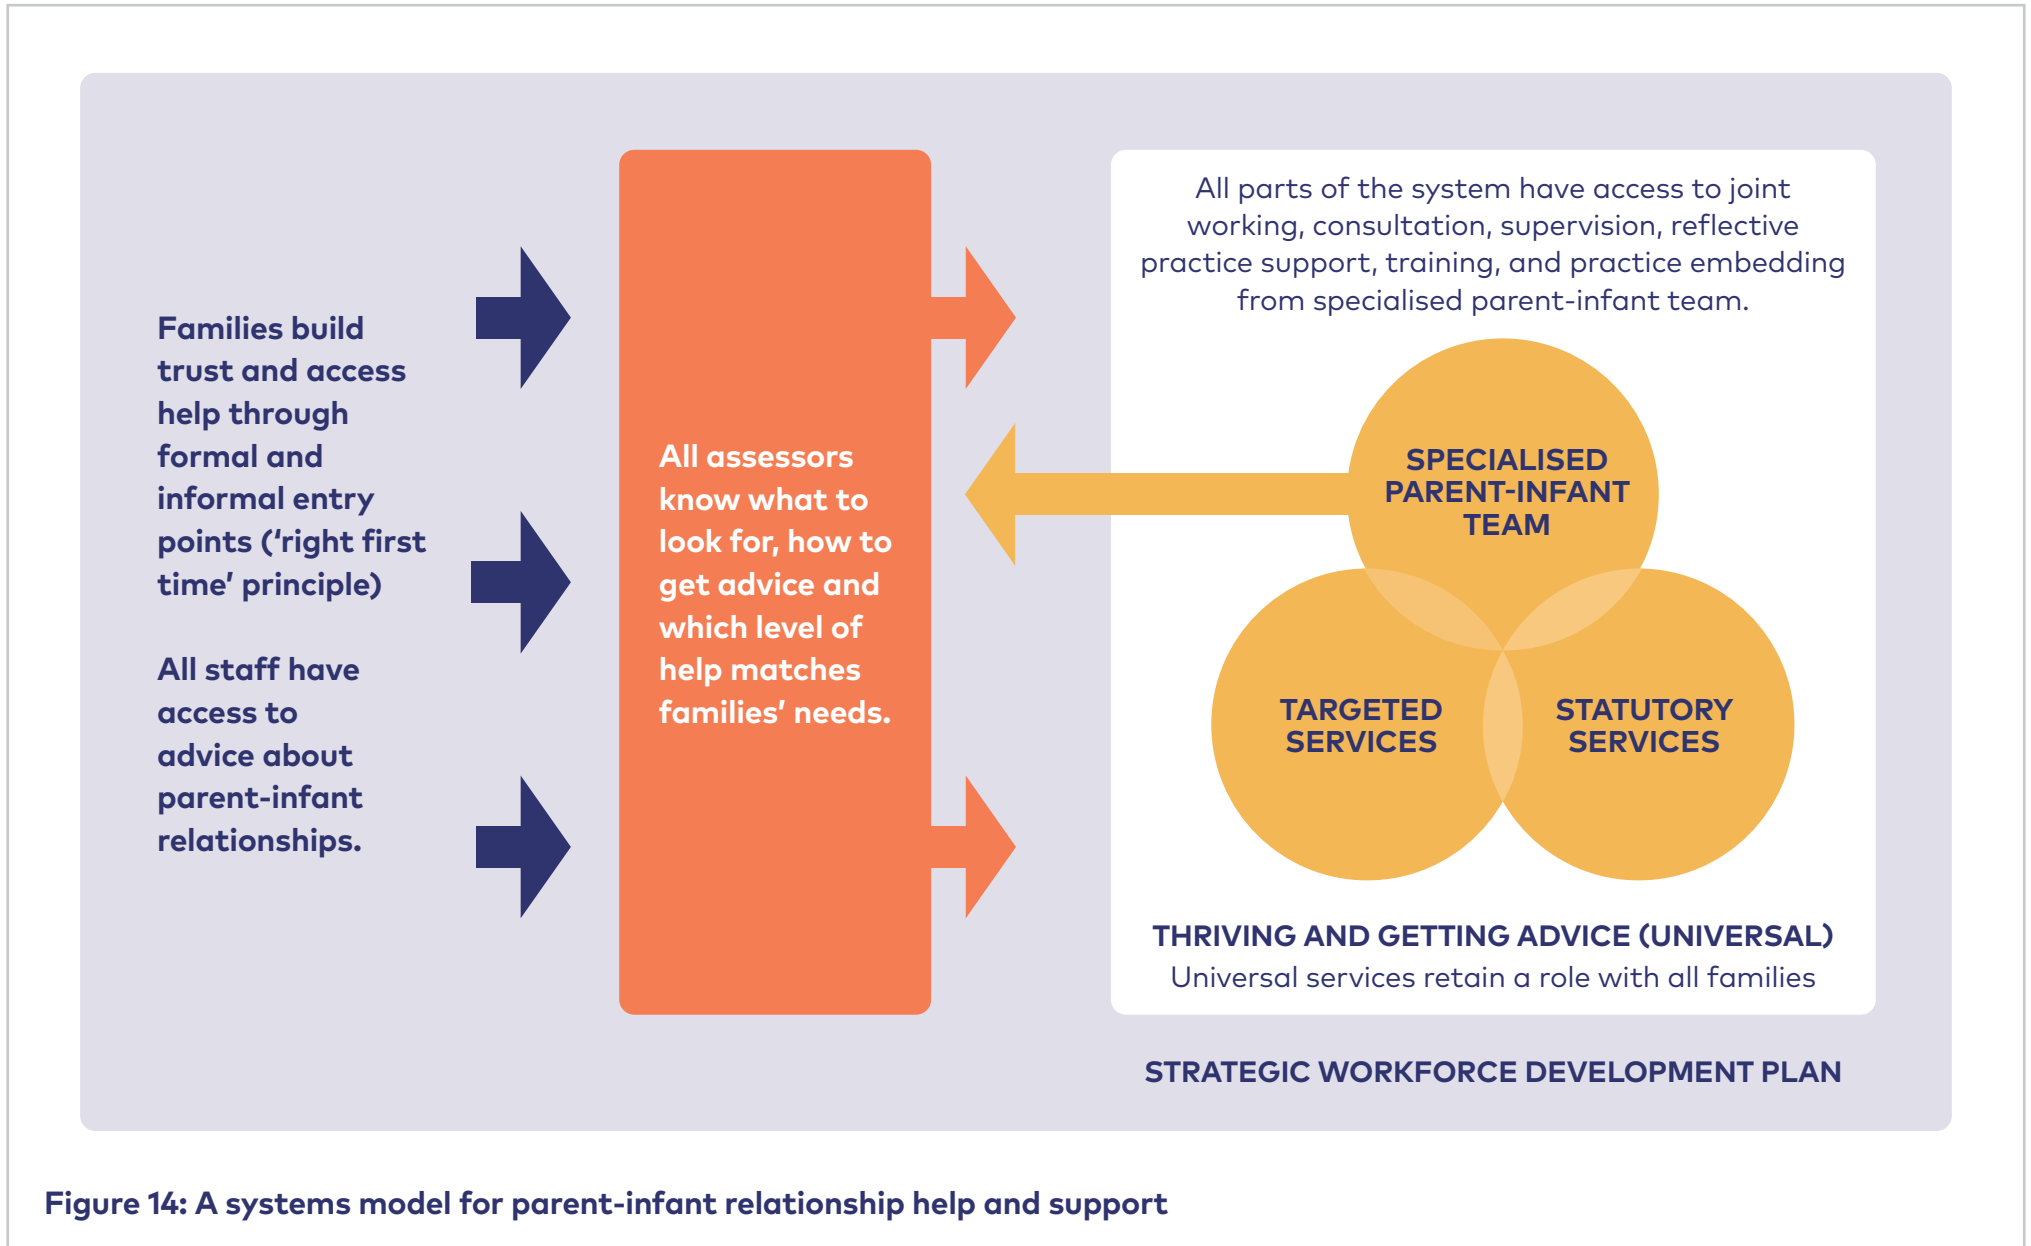 Families build
trust and access
help through
formal and
informal entry
points (‘right first
time’ principle)
All staff have
access to
advice about
parent-infant
relationships.
All assessors
know what to
look for, how to
get advice and
which level of
help matches
families’ needs.
All parts of the system have access to joint
working, consultation, supervision, reflective
practice support, training, and practice embedding
from specialised parent-infant team.
SPECIALISED
PARENT-INFANT
TEAM
TARGETED
SERVICES
STATUTORY
SERVICES
THRIVING AND GETTING ADVICE (UNIVERSAL)
Universal services retain a role with all families
STRATEGIC WORKFORCE DEVELOPMENT PLAN
Figure 14: A systems model for parent-infant relationship help and support